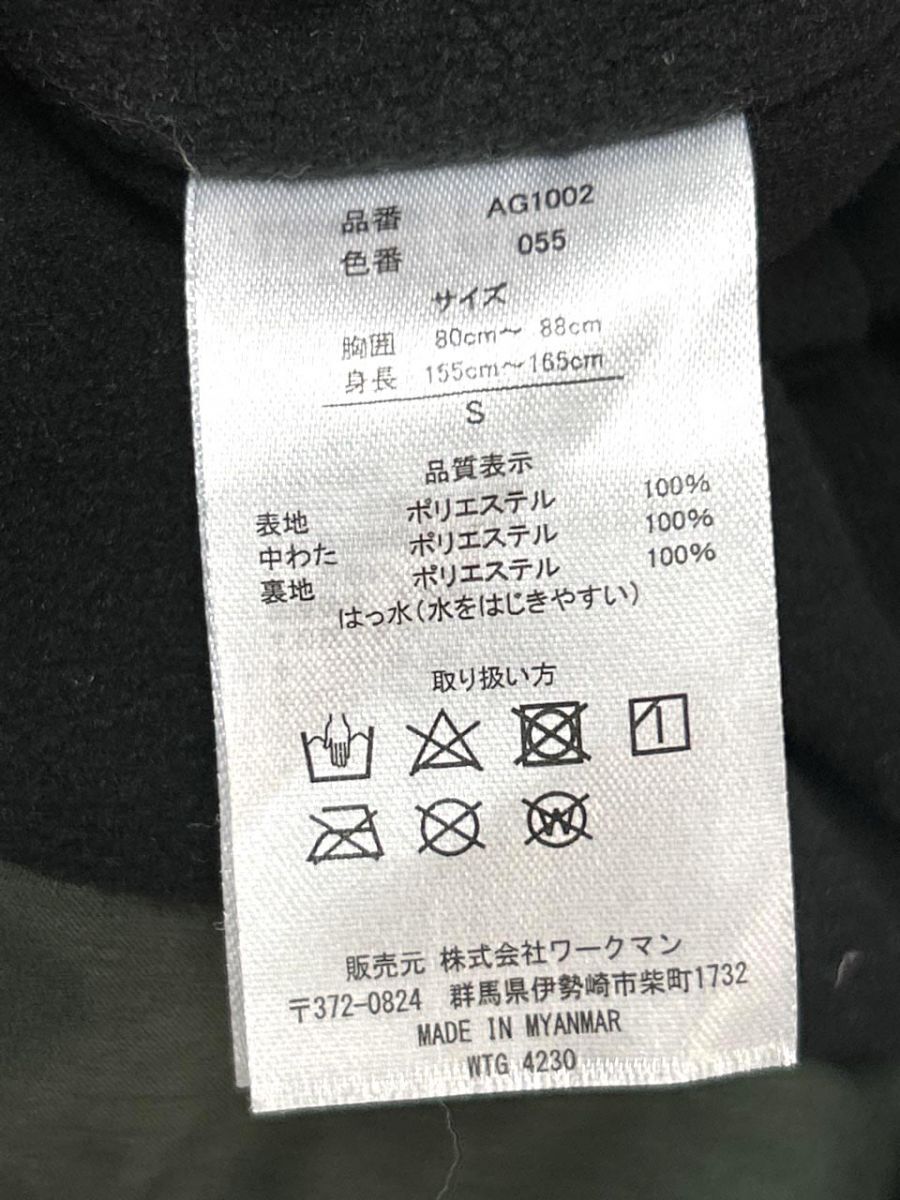 品番 AG1002
色番 055
サイズ
胸囲 80cm～ 88cm
身長 155cm～165cm
S
品質表示
表地 ポリエステル 100%
中わた ポリエステル 100%
裏地 ポリエステル 100%
はっ水(水をはじきやすい)
取り扱い方
W
販売元 株式会社ワークマン
〒372-0824 群馬県伊勢崎市柴町1732
MADE IN MYANMAR
WTG 4230